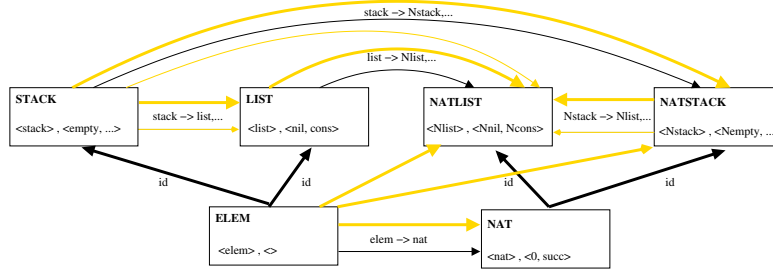 stack -> Nstack,...
list -> Nlist,...
STACK
LIST
NATLIST
NATSTACK
stack -> list,...
Nstack -> Nlist,...
<stack> , <empty, ...>
<list> , <nil, cons>
<Nlist> , <Nnil, Ncons>
<Nstack> , <Nempty, ...
id
id
id
id
ELEM
NAT
elem -> nat
<elem> , <>
<nat> , <0, succ>